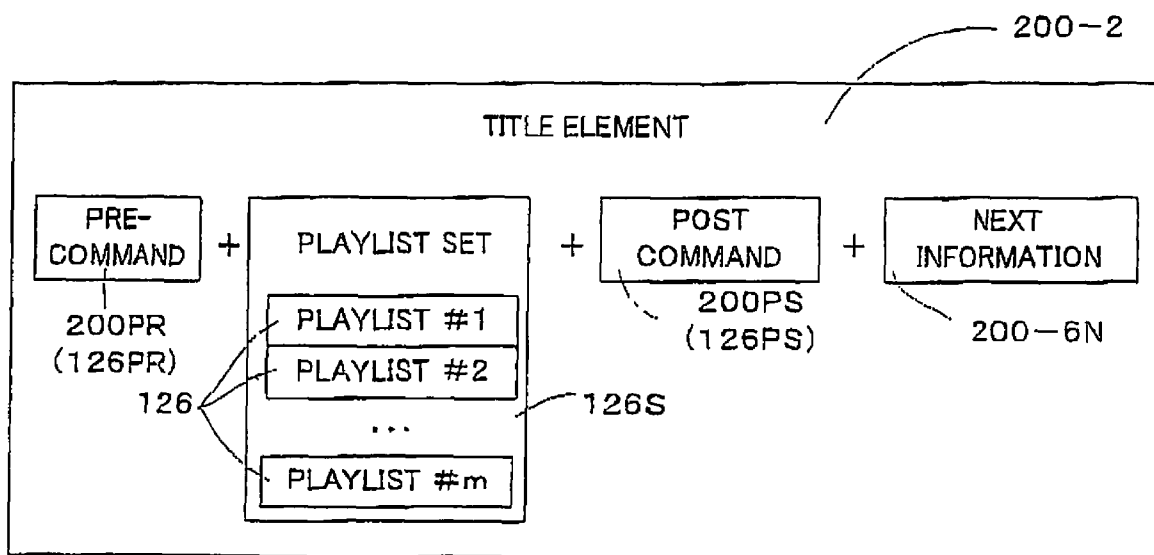 200-2
TITLE ELEMENT
PRE-
COMMAND
+
PLAYLIST SET
+
POST
COMMAND
+
NEXT
INFORMATION
200PR
(126PR)
PLAYLIST #1
PLAYLIST #2
...
PLAYLIST #m
126
126S
200PS
(126PS)
200-6N